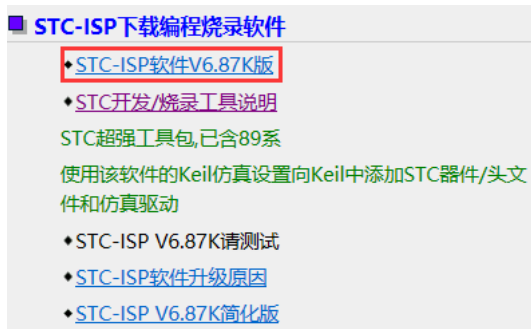 STC-ISP下载编程烧录软件
STC-ISP软件V6.87K版
STC开发/烧录工具说明
STC超强工具包,已含89系
使用该软件的Keil仿真设置向Keil中添加STC器件/头文
件和仿真驱动
STC-ISP V6.87K请测试
STC-ISP软件升级原因
STC-ISP V6.87K简化版